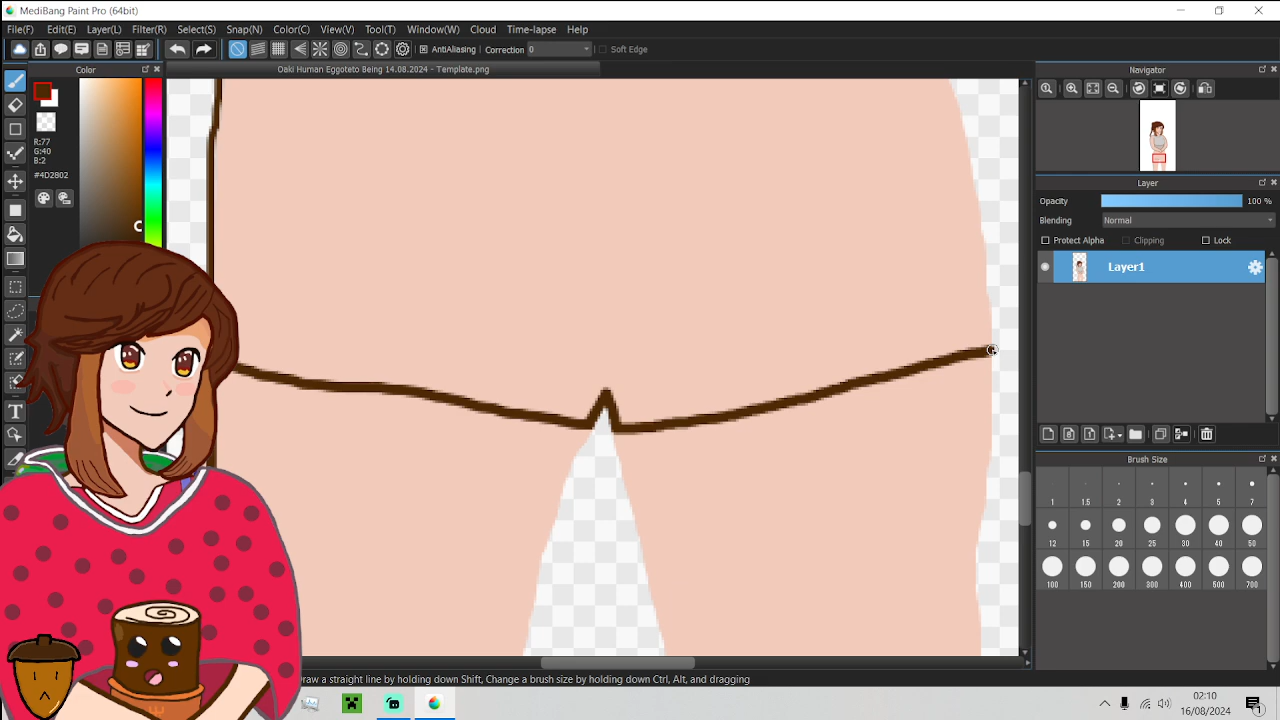 MediBang Paint Pro (64bit)
File(F) Edit(E) Layer(L) Filter(R) Select(S) Snap(N) Color(C) View(V) Tool(T) Window(W) Cloud Time-lapse Help
AntiAliasing Correction 0 Soft Edge
Color Oaki Human Eggoteto Being 14.08.2024 - Template.png Navigator
R:77
G:40
B:2
#4D2802
Layer
Opacity 100 %
Blending Normal
Protect Alpha Clipping Lock
Layer1
Brush Size
1 1.5 2 3 4 5 7
12 15 20 25 30 40 50
100 150 200 300 400 500 700
raw a straight line by holding down Shift, Change a brush size by holding down Ctrl, Alt, and dragging
02:10
16/08/2024
1